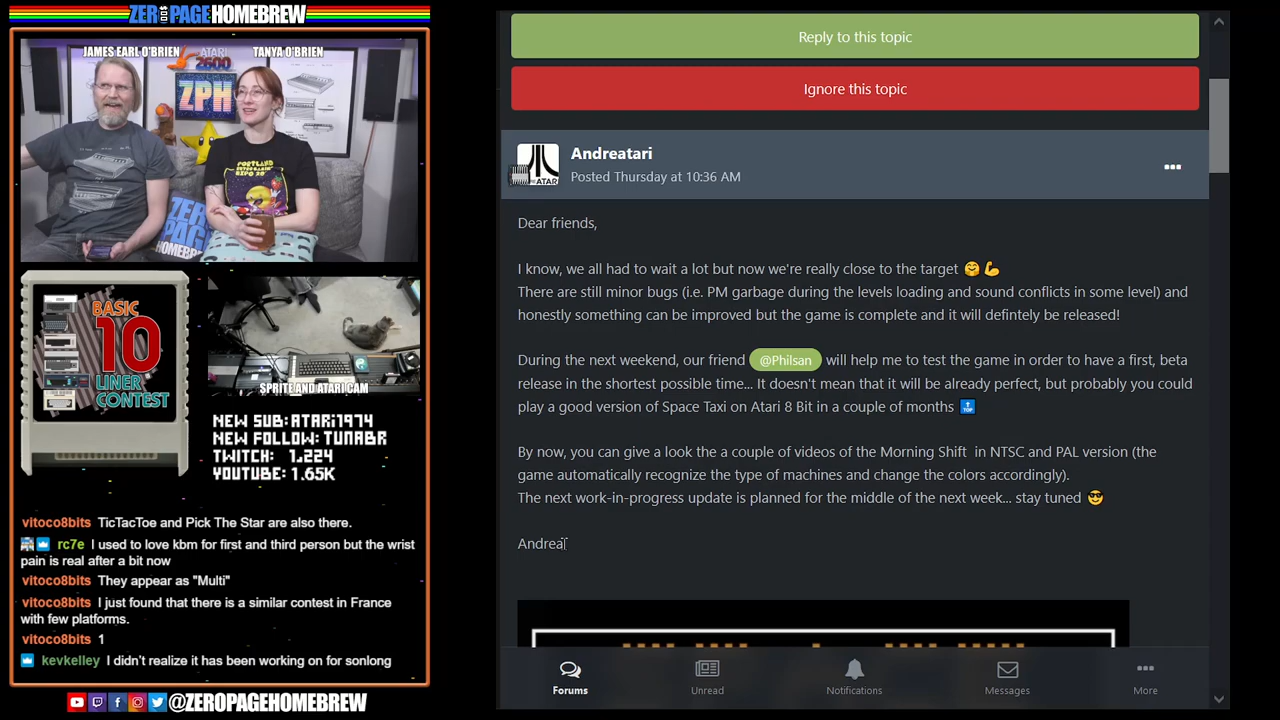 ZEROPAGE HOMEBREW
JAMES EARL O'BRIEN
ATARI
2600
TANYA O'BRIEN
ZPH
PORTLAND
ZERO
PAGE
HOMEBREW
BASIC
10
LINER
CONTEST
SPRITE AND ATARI CAM
NEW SUB: ATARI1974
NEW FOLLOW: TUNABR
TWITCH: 1,224
YOUTUBE: 1.65K
vitoco8bits TicTacToe and Pick The Star are also there.
rc7e I used to love kbm for first and third person but the wrist
pain is real after a bit now
vitoco8bits They appear as "Multi"
vitoco8bits I just found that there is a similar contest in France
with few platforms.
vitoco8bits 1
kevkelley I didn't realize it has been working on for sonlong
@ZEROPAGEHOMEBREW
Reply to this topic
Ignore this topic
Andreatari
Posted Thursday at 10:36 AM
Dear friends,
I know, we all had to wait a lot but now we're really close to the target 🤗💪
There are still minor bugs (i.e. PM garbage during the levels loading and sound conflicts in some level) and
honestly something can be improved but the game is complete and it will defintely be released!
During the next weekend, our friend @Philsan will help me to test the game in order to have a first, beta
release in the shortest possible time... It doesn't mean that it will be already perfect, but probably you could
play a good version of Space Taxi on Atari 8 Bit in a couple of months 🔝
By now, you can give a look the a couple of videos of the Morning Shift in NTSC and PAL version (the
game automatically recognize the type of machines and change the colors accordingly).
The next work-in-progress update is planned for the middle of the next week... stay tuned 😎
Andrea
Forums
Unread
Notifications
Messages
More